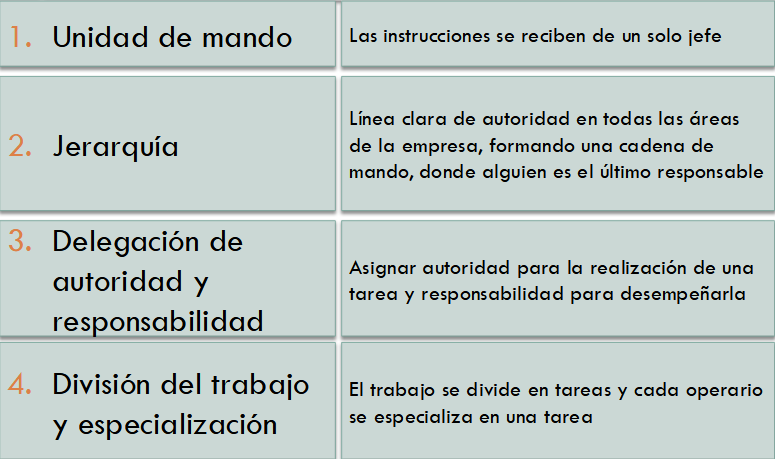 1. Unidad de mando
Las instrucciones se reciben de un solo jefe
2. Jerarquía
Línea clara de autoridad en todas las áreas
de la empresa, formando una cadena de
mando, donde alguien es el último responsable
3. Delegación de
autoridad y
responsabilidad
Asignar autoridad para la realización de una
tarea y responsabilidad para desempeñarla
4. División del trabajo
y especialización
El trabajo se divide en tareas y cada operario
se especializa en una tarea